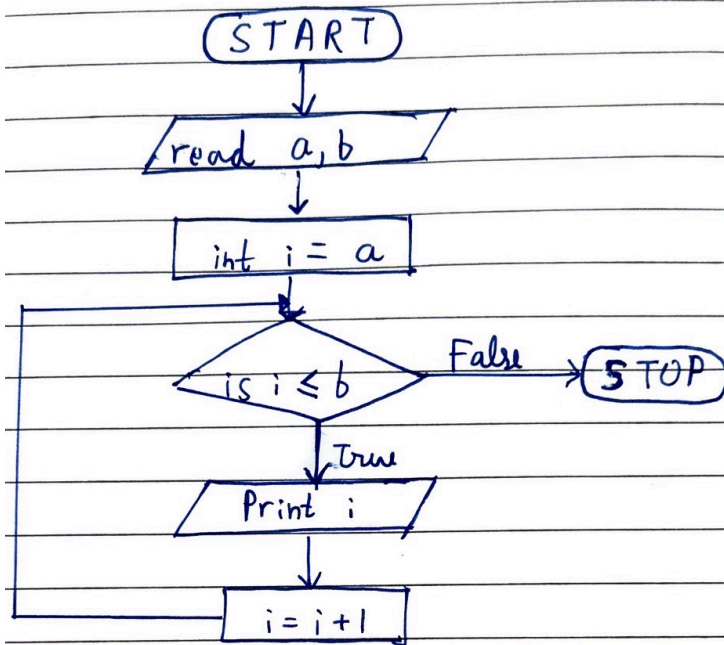 START
read a, b
int i = a
is i ≤ b
False
STOP
True
Print i
i = i + 1